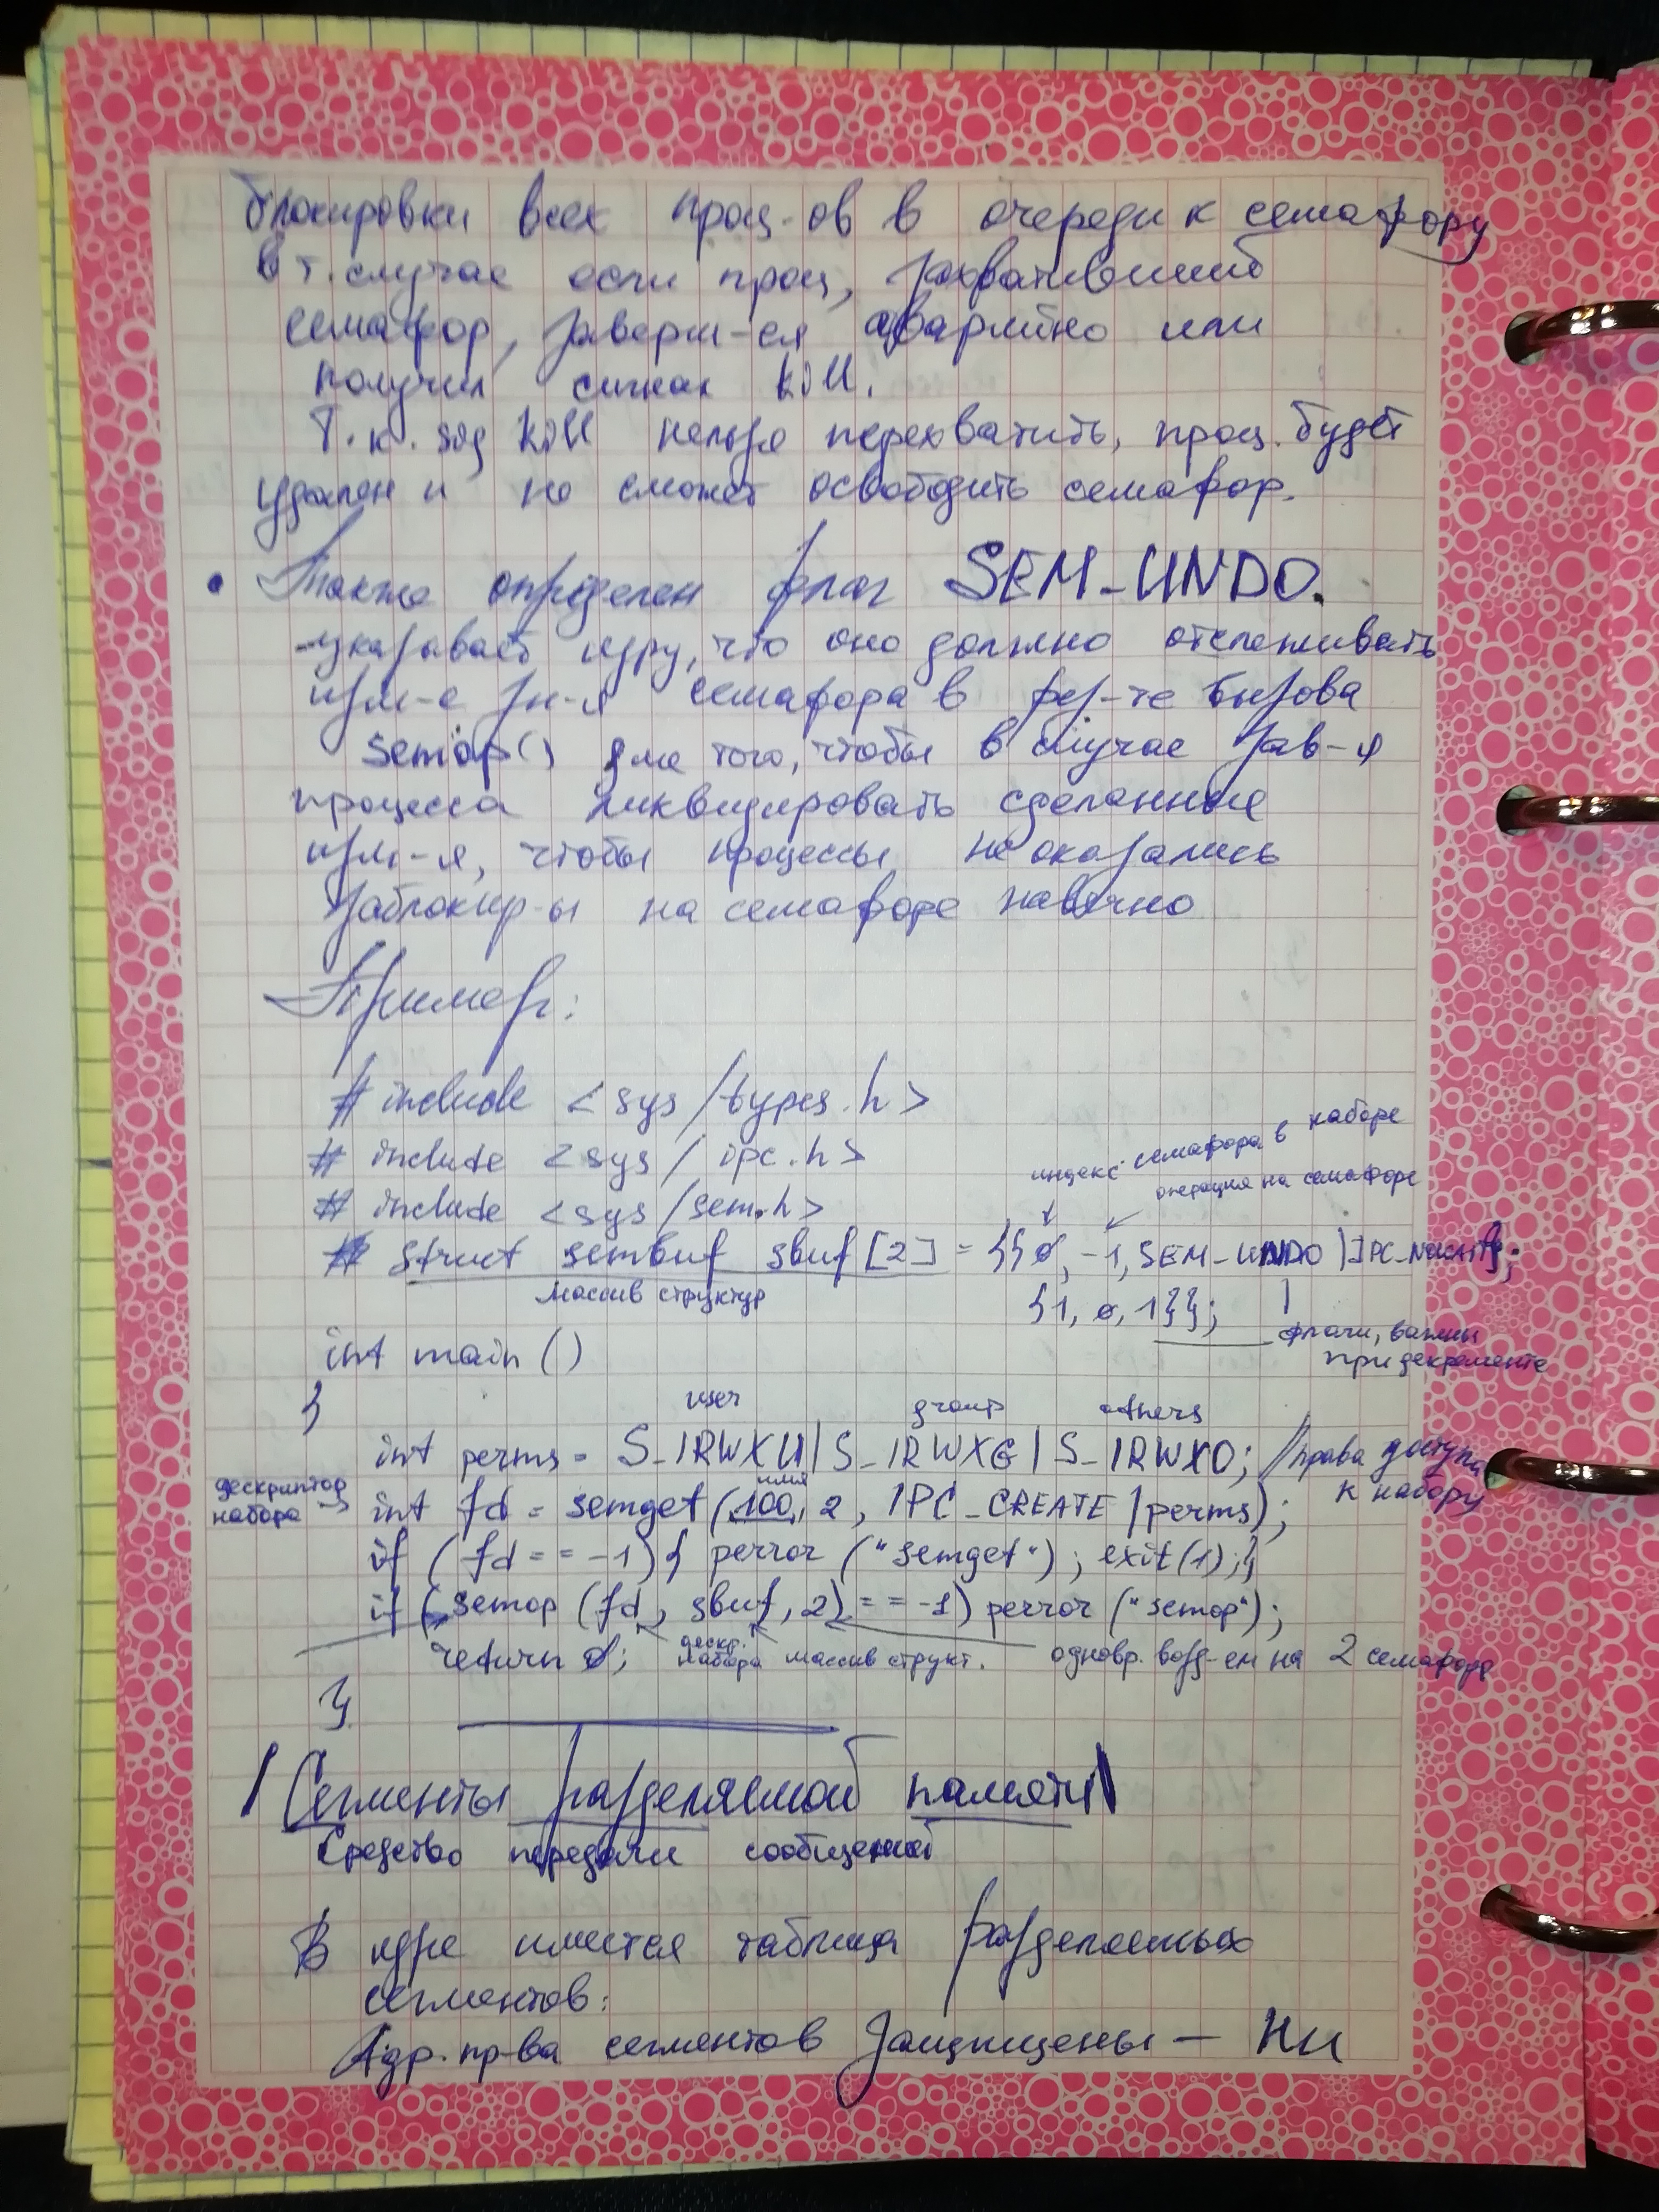 блокировки всех проц-ов в очереди к семафору
в т. случае если проц, захвативший
семафор, заверш-ся аварийно или
получил сигнал kill.
Т.к. sig kill нельзя перехватить, проц. будет
удален и не сможет освободить семафор.
• Также определен флаг SEM_UNDO.
-указывает ядру, что оно должно отслеживать
изм-е зн-я семафора в рез-те вызова
semop() для того, чтобы в случае зав-я
процесса ликвидировать сделанные
изм-я, чтобы процессы не оказались
заблокир-ы на семафоре навечно
Пример:
# include <sys/types.h>
# include <sys/ipc.h>
индекс семафора в наборе
операция на семафоре
# include <sys/sem.h>
struct sembuf sbuf[2] = {{0, -1, SEM_UNDO | IPC_NOWAIT};
массив структур
{1, 0, 1}};
флаги, важны
при декременте
int main()
{
user group others
int perms = S_IRWXU | S_IRWXG | S_IRWXO; //права доступа
к набору
дескриптор
набора →
имя
int fd = semget(100, 2, IPC_CREATE | perms);
if (fd == -1) { perror ("semget"); exit(1);}
if (semop (fd, sbuf, 2) == -1) perror ("semop");
return 0;
дескр.
набора массив структ. одновр. возд-ем на 2 семафора
}
Сегменты разделяемой памяти
Средство передачи сообщений
В ядре имеется таблица разделяемых
сегментов:
Адр. пр-ва сегментов защищены — ни